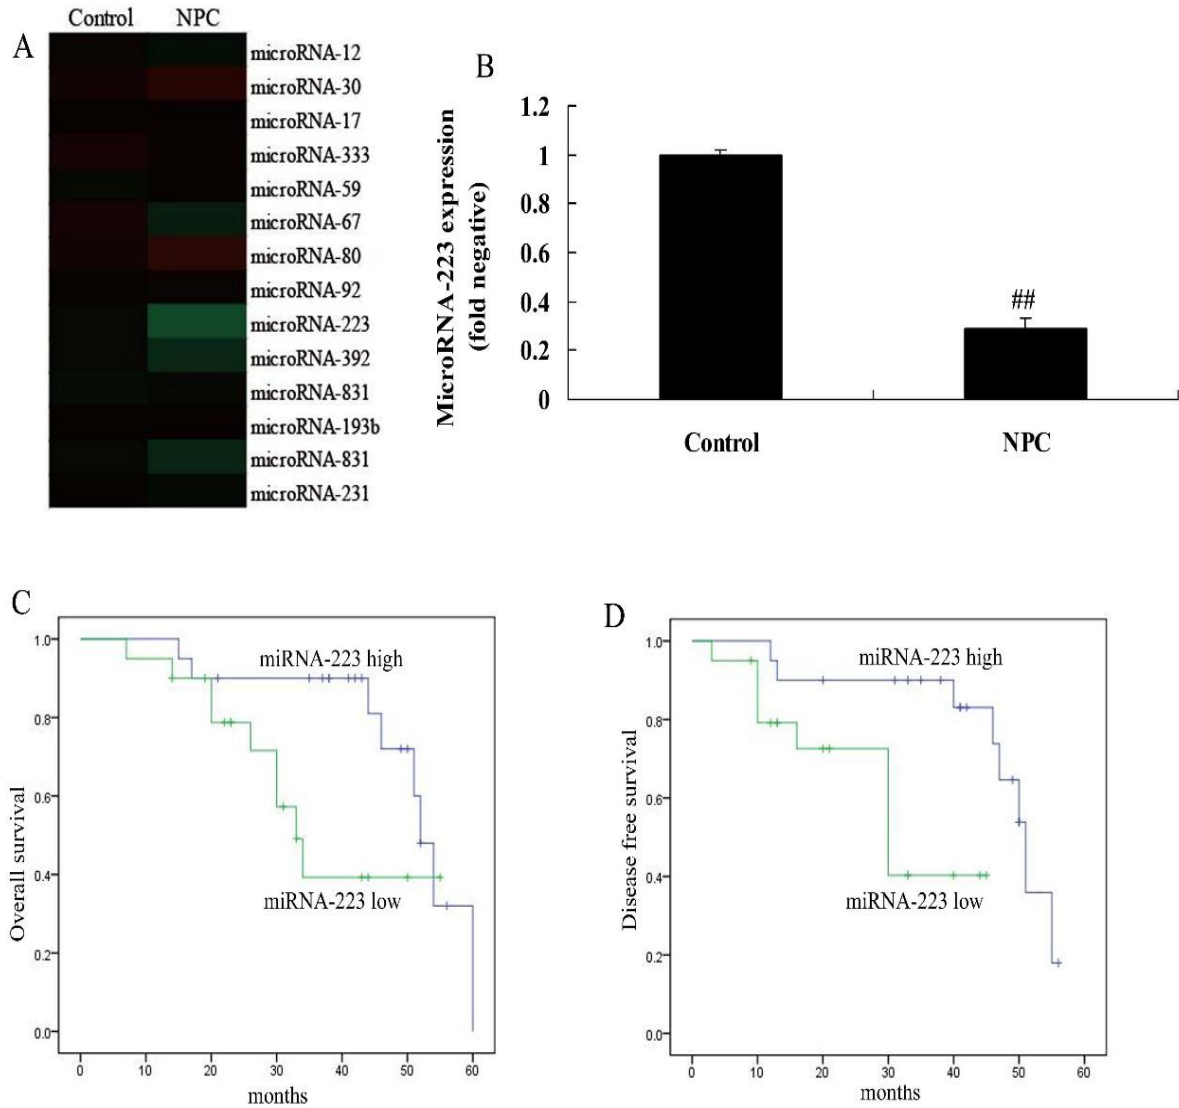 Control NPC
A
microRNA-12
microRNA-30
microRNA-17
microRNA-333
microRNA-59
microRNA-67
microRNA-80
microRNA-92
microRNA-223
microRNA-392
microRNA-831
microRNA-193b
microRNA-831
microRNA-231
B
MicroRNA-223 expression
(fold negative)
1.2
1
0.8
0.6
0.4
0.2
0
##
Control NPC
C
Overall survival
1.0
0.8
0.6
0.4
0.2
0.0
miRNA-223 high
miRNA-223 low
0 10 20 30 40 50 60
months
D
Disease free survival
1.0
0.8
0.6
0.4
0.2
0.0
miRNA-223 high
miRNA-223 low
0 10 20 30 40 50 60
months